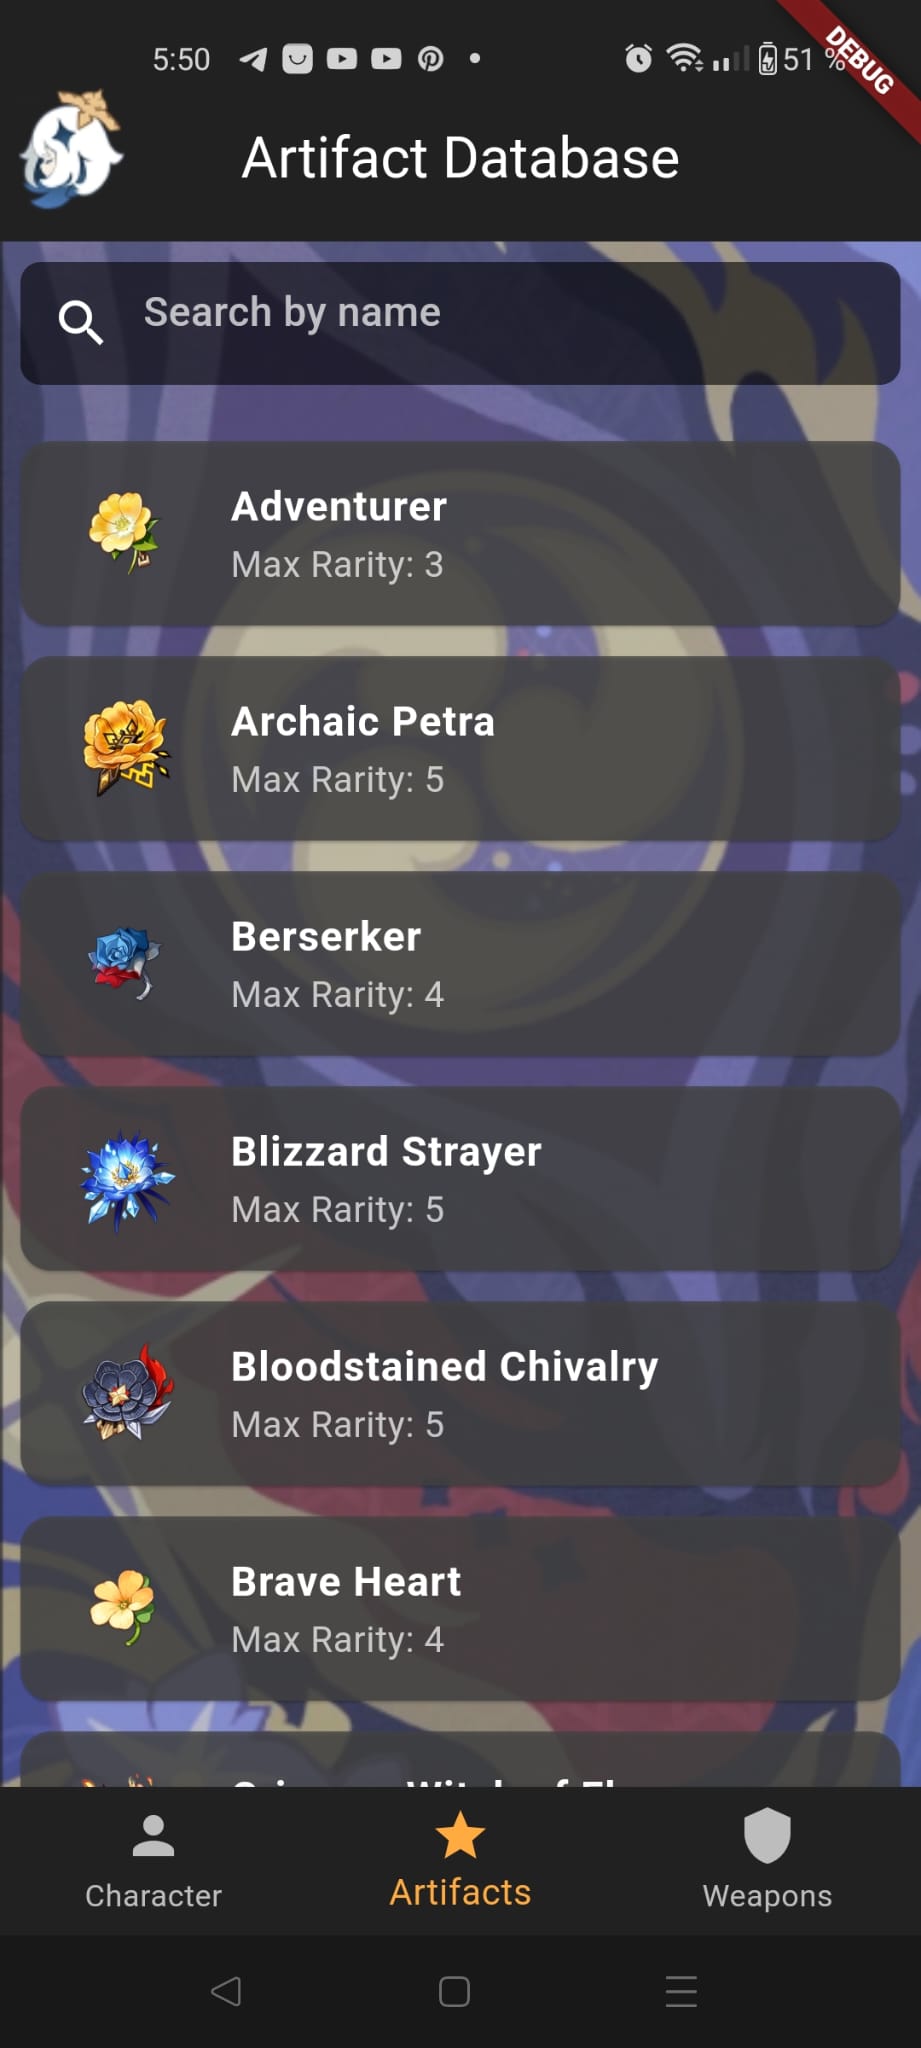 5:50
51 %
DEBUG
Artifact Database
Search by name
Adventurer
Max Rarity: 3
Archaic Petra
Max Rarity: 5
Berserker
Max Rarity: 4
Blizzard Strayer
Max Rarity: 5
Bloodstained Chivalry
Max Rarity: 5
Brave Heart
Max Rarity: 4
Character
Artifacts
Weapons